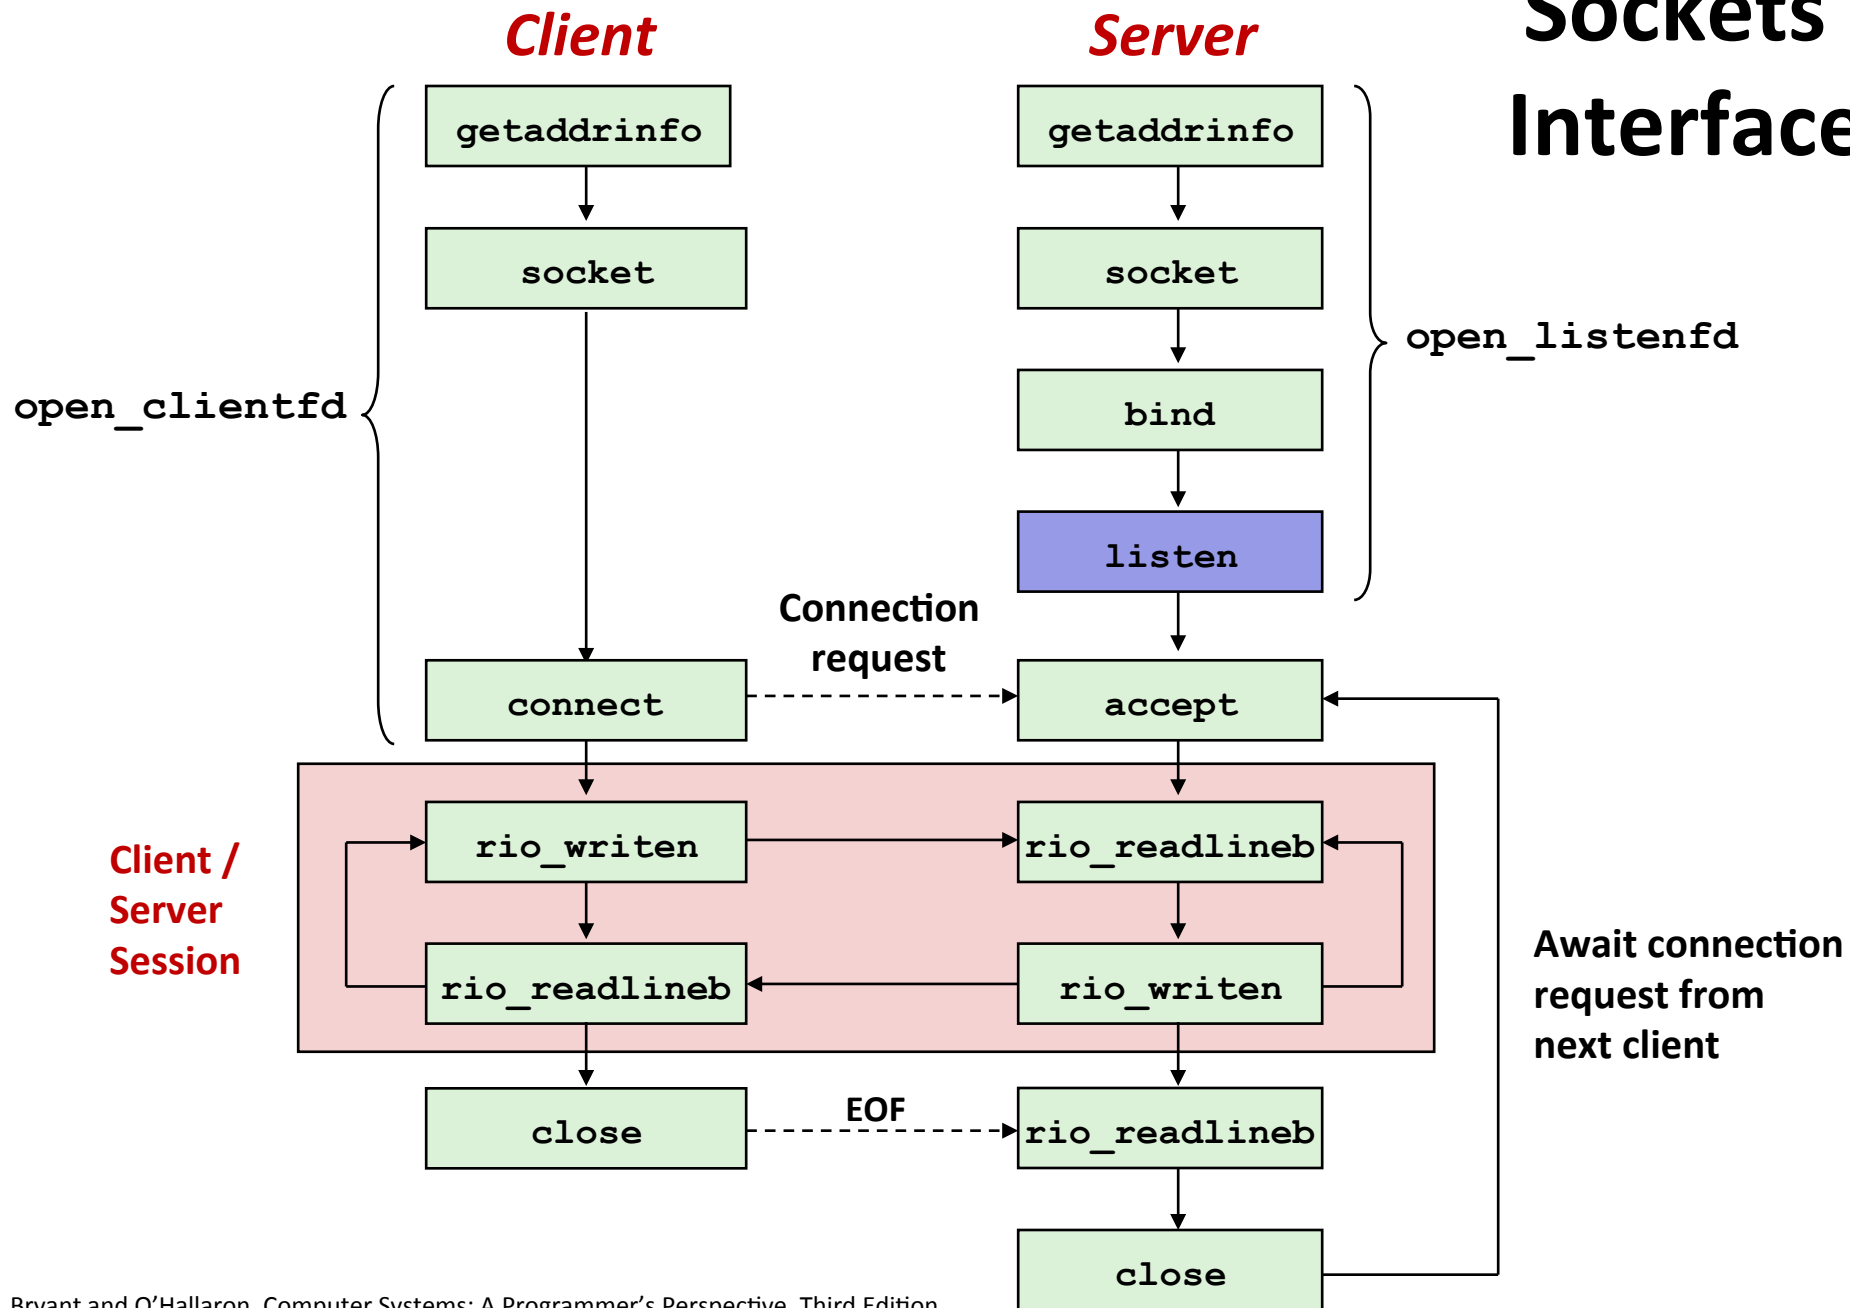 Sockets
Interface
Client
Server
getaddrinfo
getaddrinfo
socket
socket
open_listenfd
open_clientfd
bind
listen
Connection
request
connect
accept
Client /
Server
Session
rio_writen
rio_readlineb
rio_readlineb
rio_writen
Await connection
request from
next client
close
EOF
rio_readlineb
close
Bryant and O'Hallaron, Computer Systems: A Programmer's Perspective, Third Edition